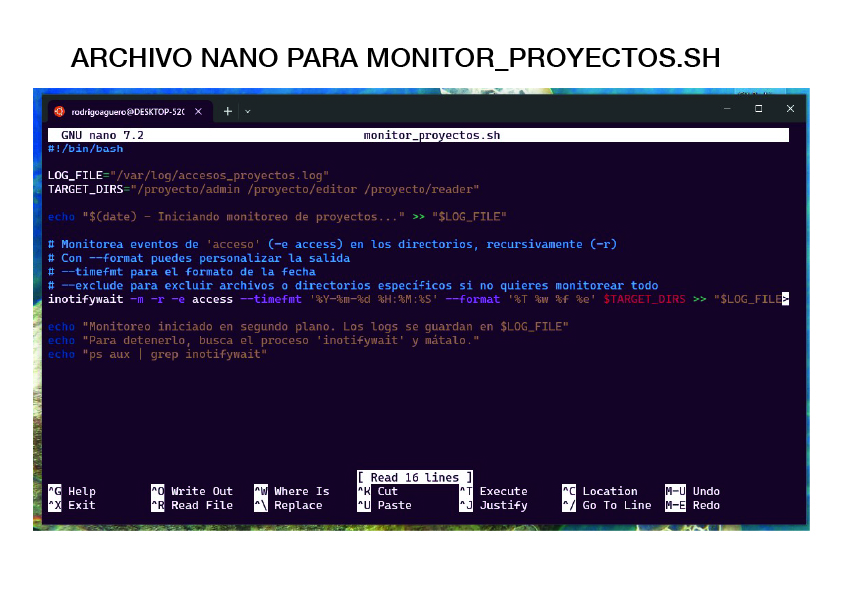 ARCHIVO NANO PARA MONITOR_PROYECTOS.SH
rodrigoaguero@DESKTOP-520
GNU nano 7.2 monitor_proyectos.sh
#!/bin/bash
LOG_FILE="/var/log/accesos_proyectos.log"
TARGET_DIRS="/proyecto/admin /proyecto/editor /proyecto/reader"
echo "$(date) - Iniciando monitoreo de proyectos..." >> "$LOG_FILE"
# Monitorea eventos de 'acceso' (-e access) en los directorios, recursivamente (-r)
# Con --format puedes personalizar la salida
# --timefmt para el formato de la fecha
# --exclude para excluir archivos o directorios específicos si no quieres monitorear todo
inotifywait -m -r -e access --timefmt '%Y-%m-%d %H:%M:%S' --format '%T %w %f %e' $TARGET_DIRS >> "$LOG_FILE>
echo "Monitoreo iniciado en segundo plano. Los logs se guardan en $LOG_FILE"
echo "Para detenerlo, busca el proceso 'inotifywait' y mátalo."
echo "ps aux | grep inotifywait"
[ Read 16 lines ]
^G Help ^O Write Out ^W Where Is ^K Cut ^T Execute ^C Location M-U Undo
^X Exit ^R Read File ^\ Replace ^U Paste ^J Justify ^/ Go To Line M-E Redo